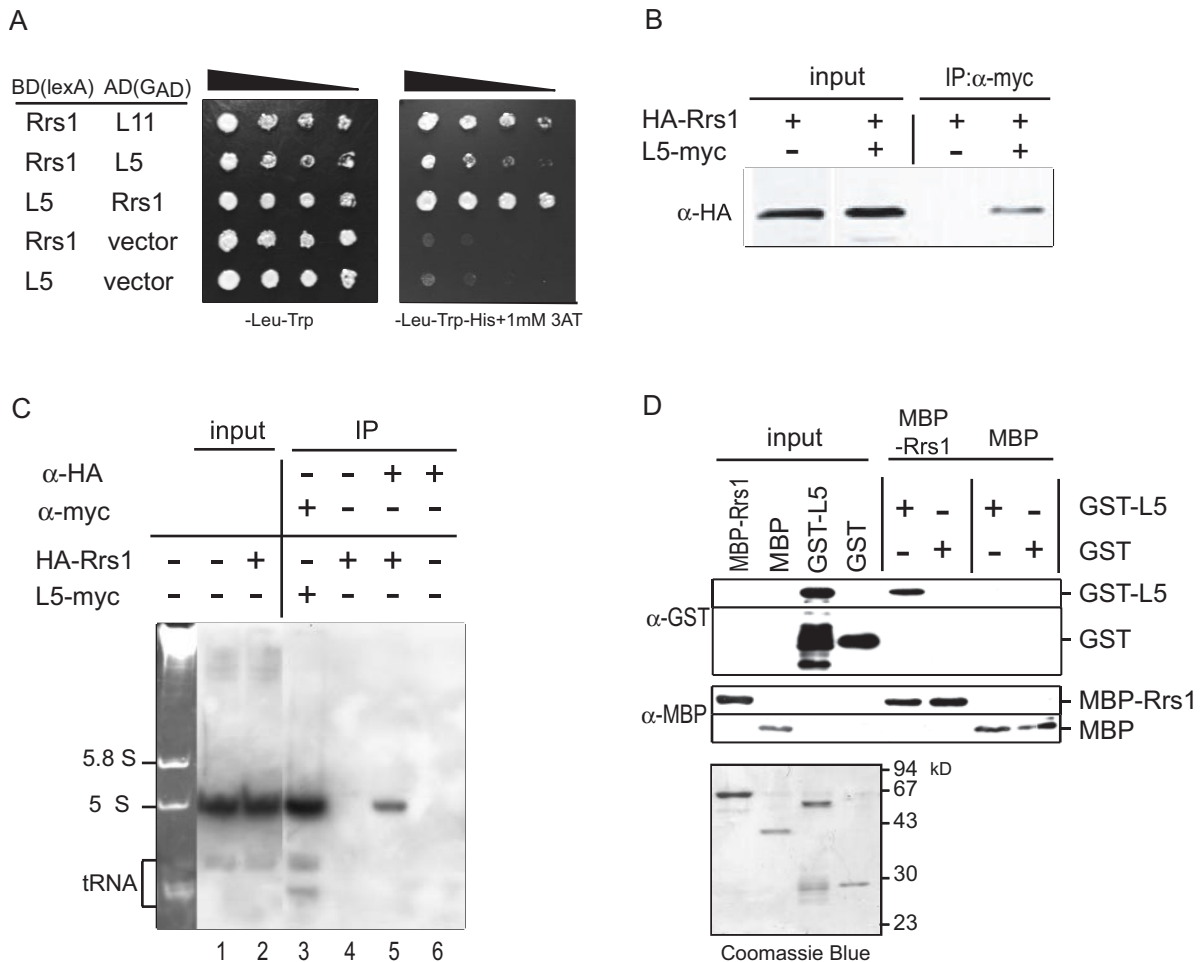 A
BD(lexA) AD(GAD)
Rrs1 L11
Rrs1 L5
L5 Rrs1
Rrs1 vector
L5 vector
-Leu-Trp
-Leu-Trp-His+1mM 3AT
B
input IP:α-myc
HA-Rrs1 + + + +
L5-myc - + - +
α-HA
C
input IP
α-HA - - + +
α-myc + - - -
HA-Rrs1 - - + - + + -
L5-myc - - - + - - -
5.8 S
5 S
tRNA
1 2 3 4 5 6
D
input MBP-Rrs1 MBP
MBP-Rrs1 MBP GST-L5 GST
+ - + - GST-L5
- + - + GST
α-GST
GST-L5
GST
α-MBP
MBP-Rrs1
MBP
94 kD
67
43
30
23
Coomassie Blue